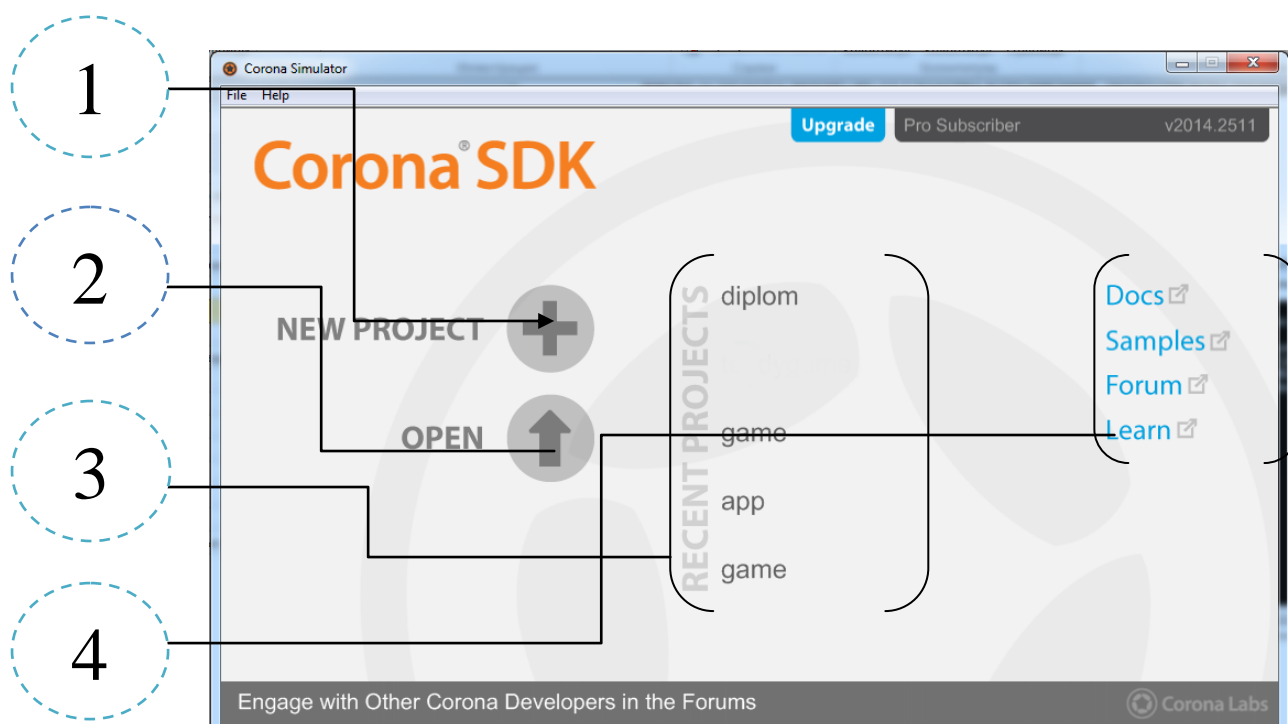 1
2
3
4
Corona Simulator
File Help
Upgrade Pro Subscriber v2014.2511
Corona® SDK
NEW PROJECT
OPEN
RECENT PROJECTS
diplom
game
app
game
Docs
Samples
Forum
Learn
Engage with Other Corona Developers in the Forums
Corona Labs